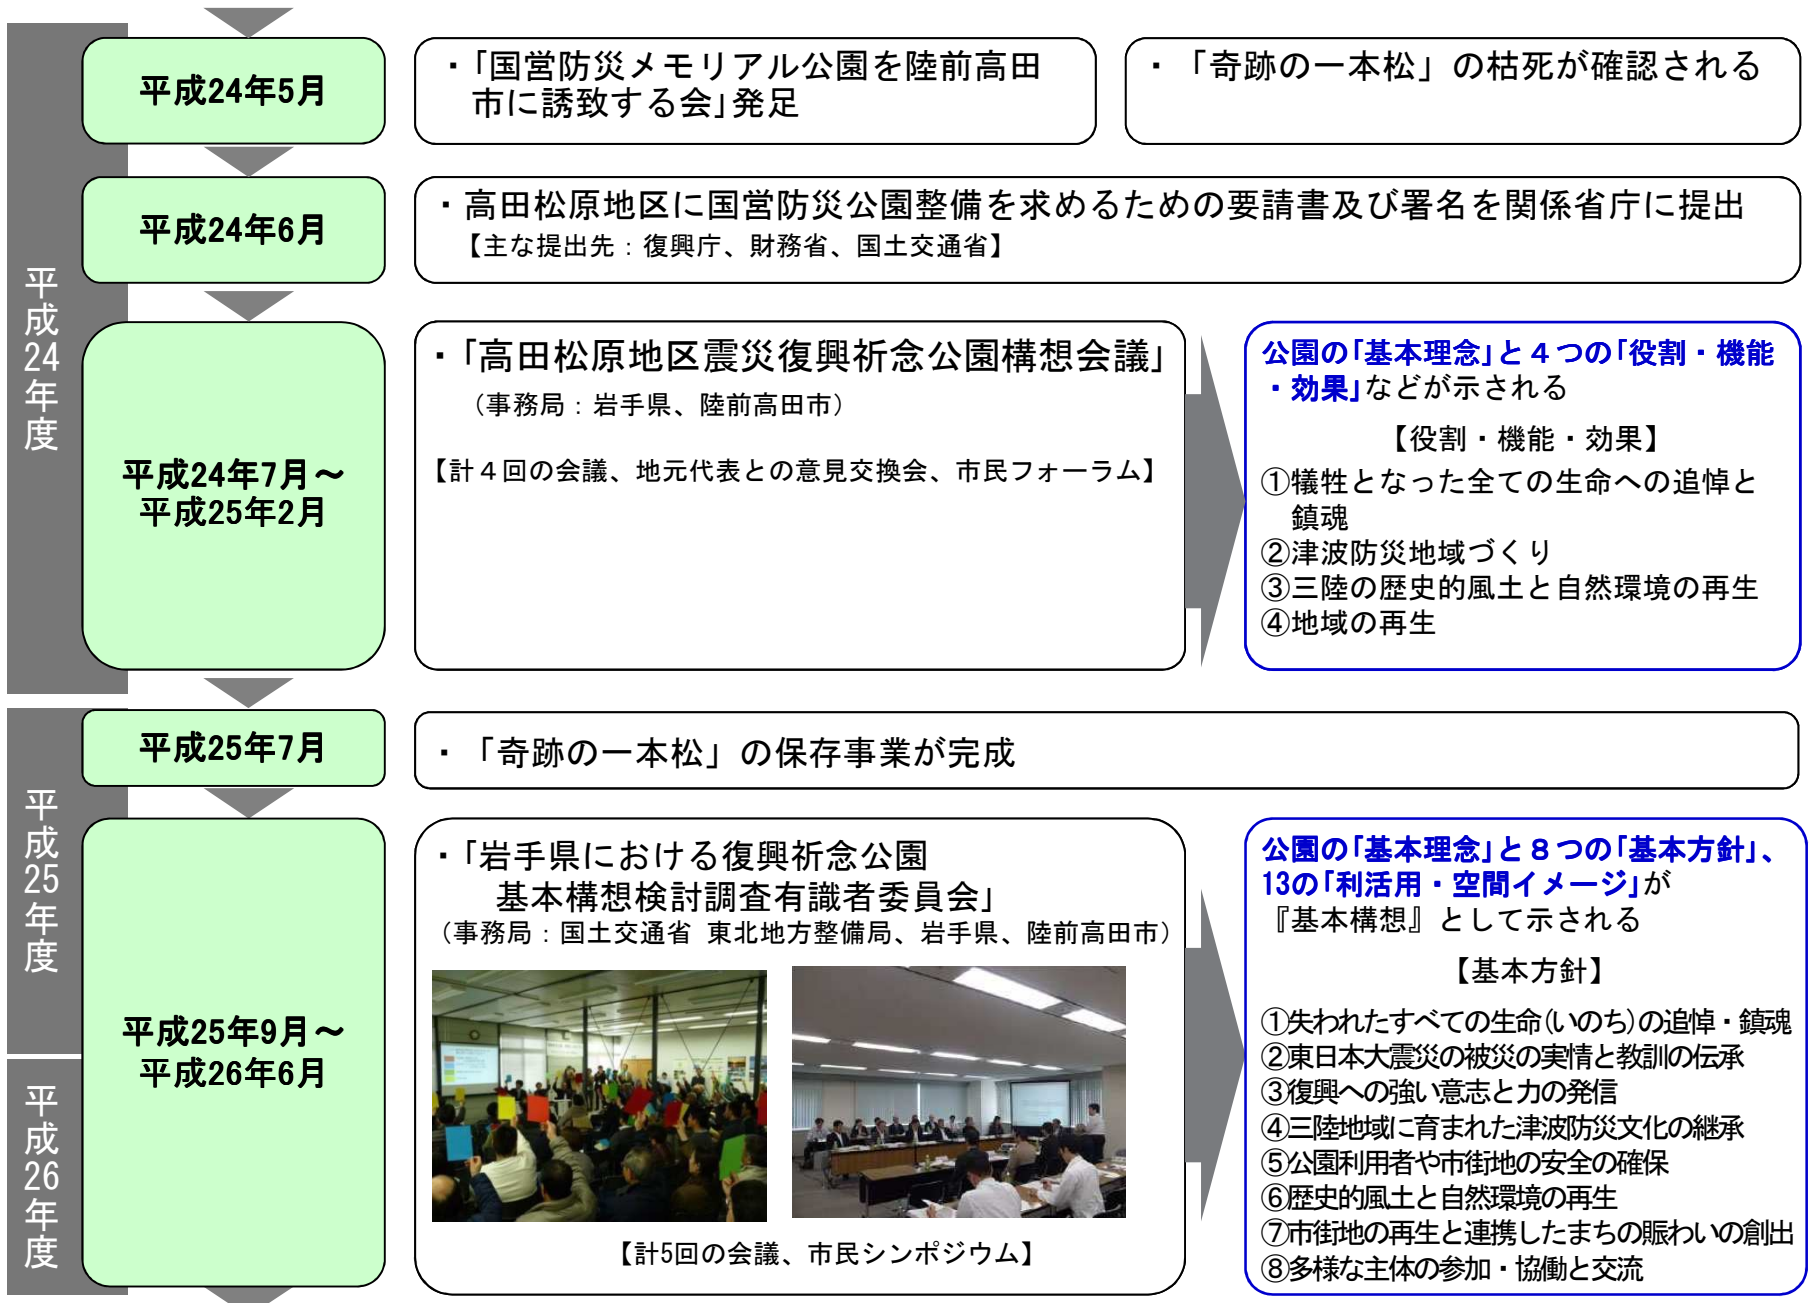 平成24年度
平成24年5月
・「国営防災メモリアル公園を陸前高田
市に誘致する会」発足
・「奇跡の一本松」の枯死が確認される
平成24年6月
・高田松原地区に国営防災公園整備を求めるための要請書及び署名を関係省庁に提出
【主な提出先：復興庁、財務省、国土交通省】
平成24年7月～
平成25年2月
・「高田松原地区震災復興祈念公園構想会議」
（事務局：岩手県、陸前高田市）
【計４回の会議、地元代表との意見交換会、市民フォーラム】
公園の「基本理念」と４つの「役割・機能
・効果」などが示される
【役割・機能・効果】
①犠牲となった全ての生命への追悼と
鎮魂
②津波防災地域づくり
③三陸の歴史的風土と自然環境の再生
④地域の再生
平成25年度
平成25年7月
・「奇跡の一本松」の保存事業が完成
平成25年9月～
平成26年6月
・「岩手県における復興祈念公園
基本構想検討調査有識者委員会」
（事務局：国土交通省 東北地方整備局、岩手県、陸前高田市）
【計5回の会議、市民シンポジウム】
公園の「基本理念」と８つの「基本方針」、
13の「利活用・空間イメージ」が
『基本構想』として示される
【基本方針】
①失われたすべての生命（いのち）の追悼・鎮魂
②東日本大震災の被災の実情と教訓の伝承
③復興への強い意志と力の発信
④三陸地域に育まれた津波防災文化の継承
⑤公園利用者や市街地の安全の確保
⑥歴史的風土と自然環境の再生
⑦市街地の再生と連携したまちの賑わいの創出
⑧多様な主体の参加・協働と交流
平成26年度